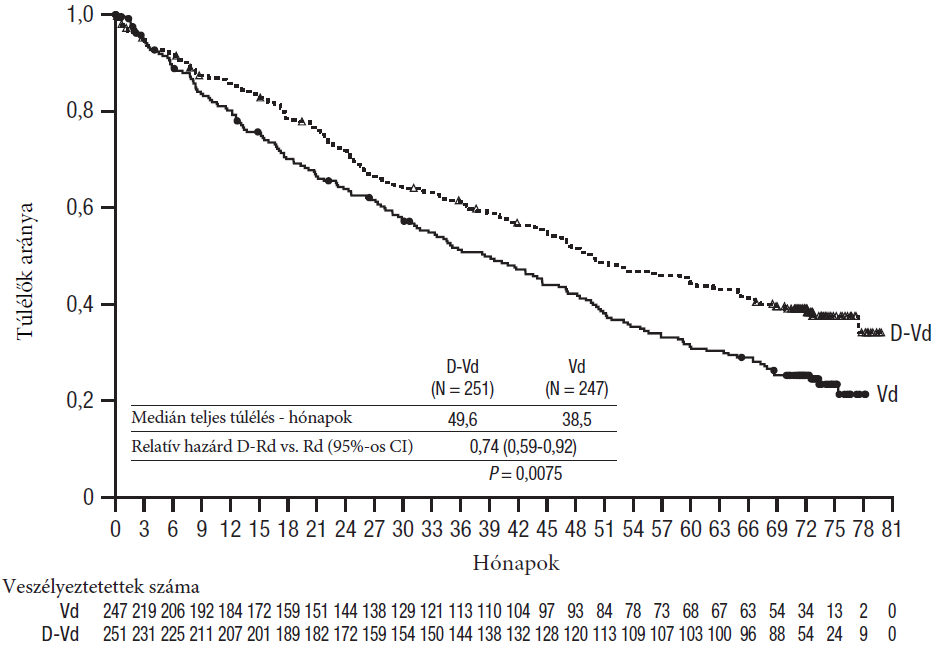 1,0
0,8
0,6
0,4
0,2
0
Túlélők aránya
D-Vd
Vd
D-Vd Vd
(N = 251) (N = 247)
Medián teljes túlélés - hónapok 49,6 38,5
Relatív hazárd D-Rd vs. Rd (95%-os CI) 0,74 (0,59-0,92)
P = 0,0075
0 3 6 9 12 15 18 21 24 27 30 33 36 39 42 45 48 51 54 57 60 63 66 69 72 75 78 81
Hónapok
Veszélyeztetettek száma
Vd 247 219 206 192 184 172 159 151 144 138 129 121 113 110 104 97 93 84 78 73 68 67 63 54 34 13 2 0
D-Vd 251 231 225 211 207 201 189 182 172 159 154 150 144 138 132 128 120 113 109 107 103 100 96 88 54 24 9 0